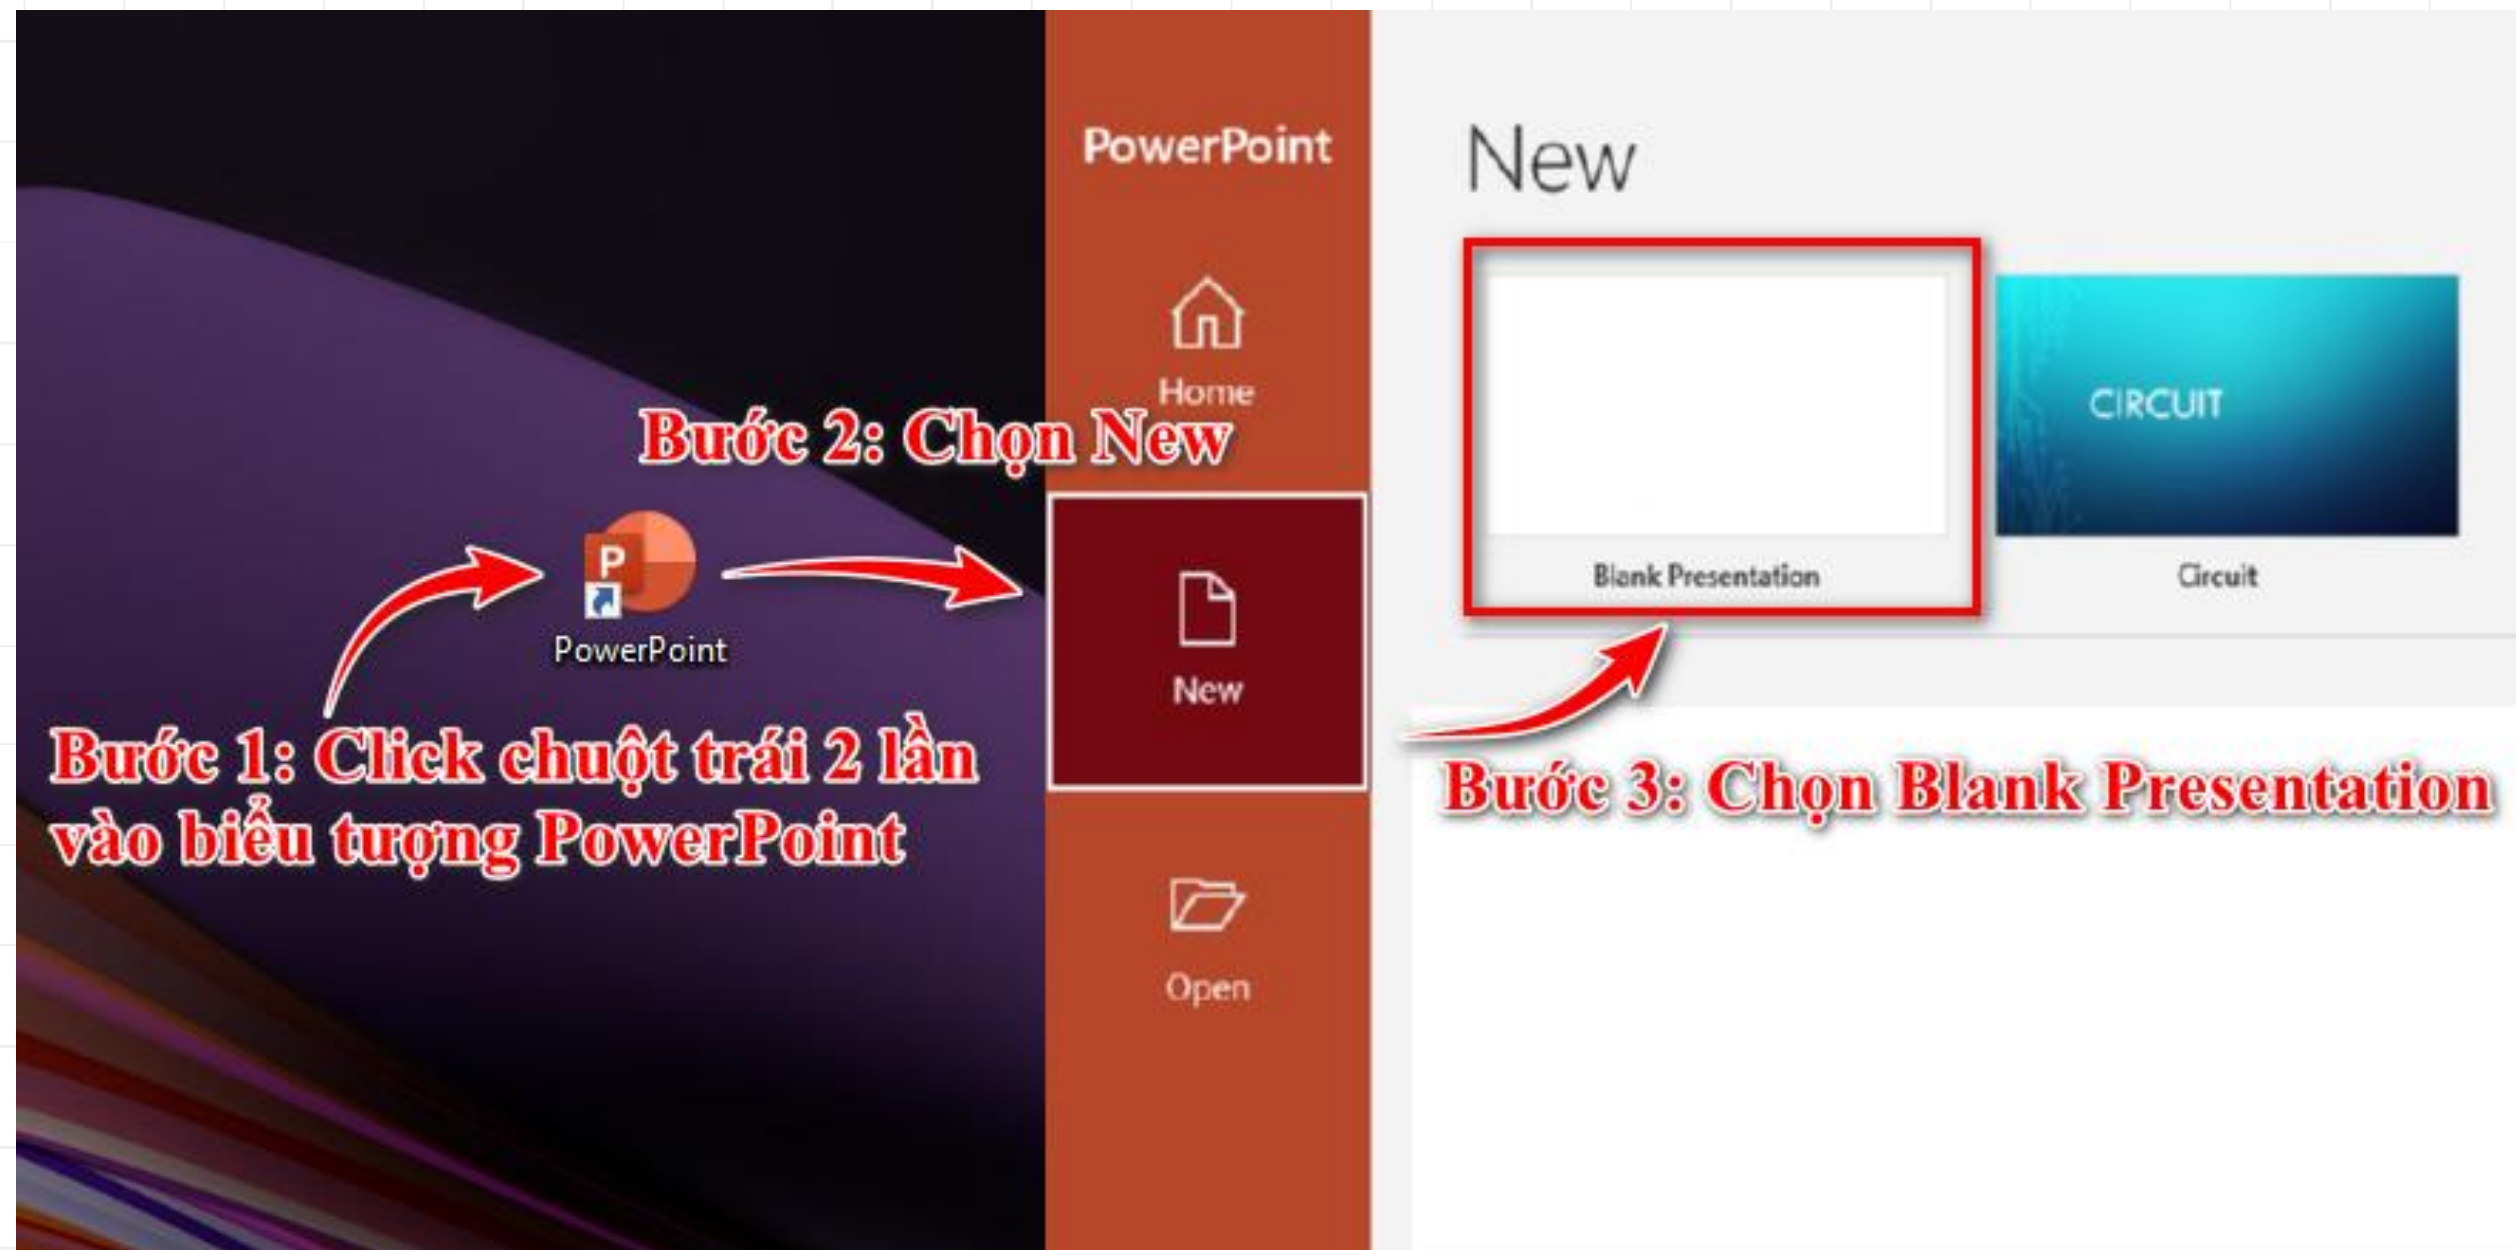 PowerPoint
New
Home
Bước 2: Chọn New
CIRCUIT
Blank Presentation
Circuit
P
PowerPoint
New
Bước 1: Click chuột trái 2 lần
vào biểu tượng PowerPoint
Bước 3: Chọn Blank Presentation
Open